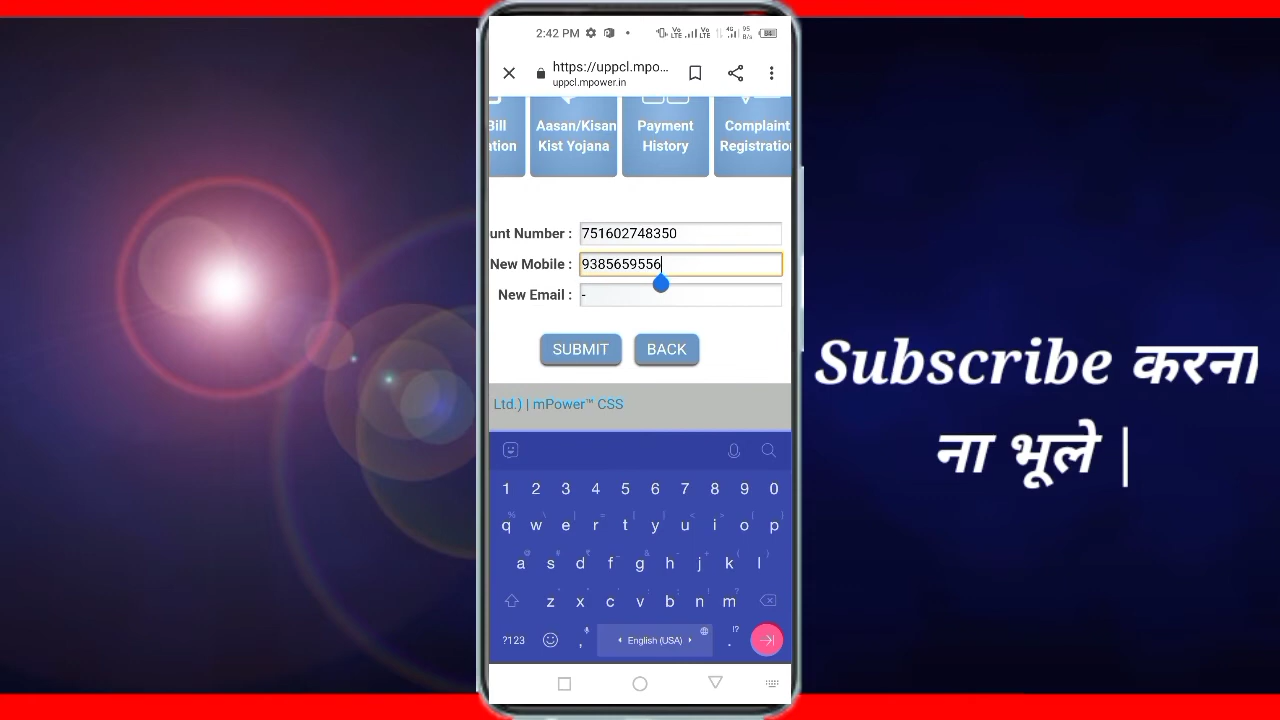 2:42 PM
https://uppcl.mpo...
uppcl.mpower.in
Bill
Aasan/Kisan
Kist Yojana
Payment
History
Complaint
Registratio
unt Number : 751602748350
New Mobile : 9385659556
New Email : -
SUBMIT BACK
Ltd.) | mPower™ CSS
1 2 3 4 5 6 7 8 9 0
q w e r t y u i o p
a s d f g h j k l
z x c v b n m
?123 , English (USA) . !?
Subscribe करना
ना भूले |